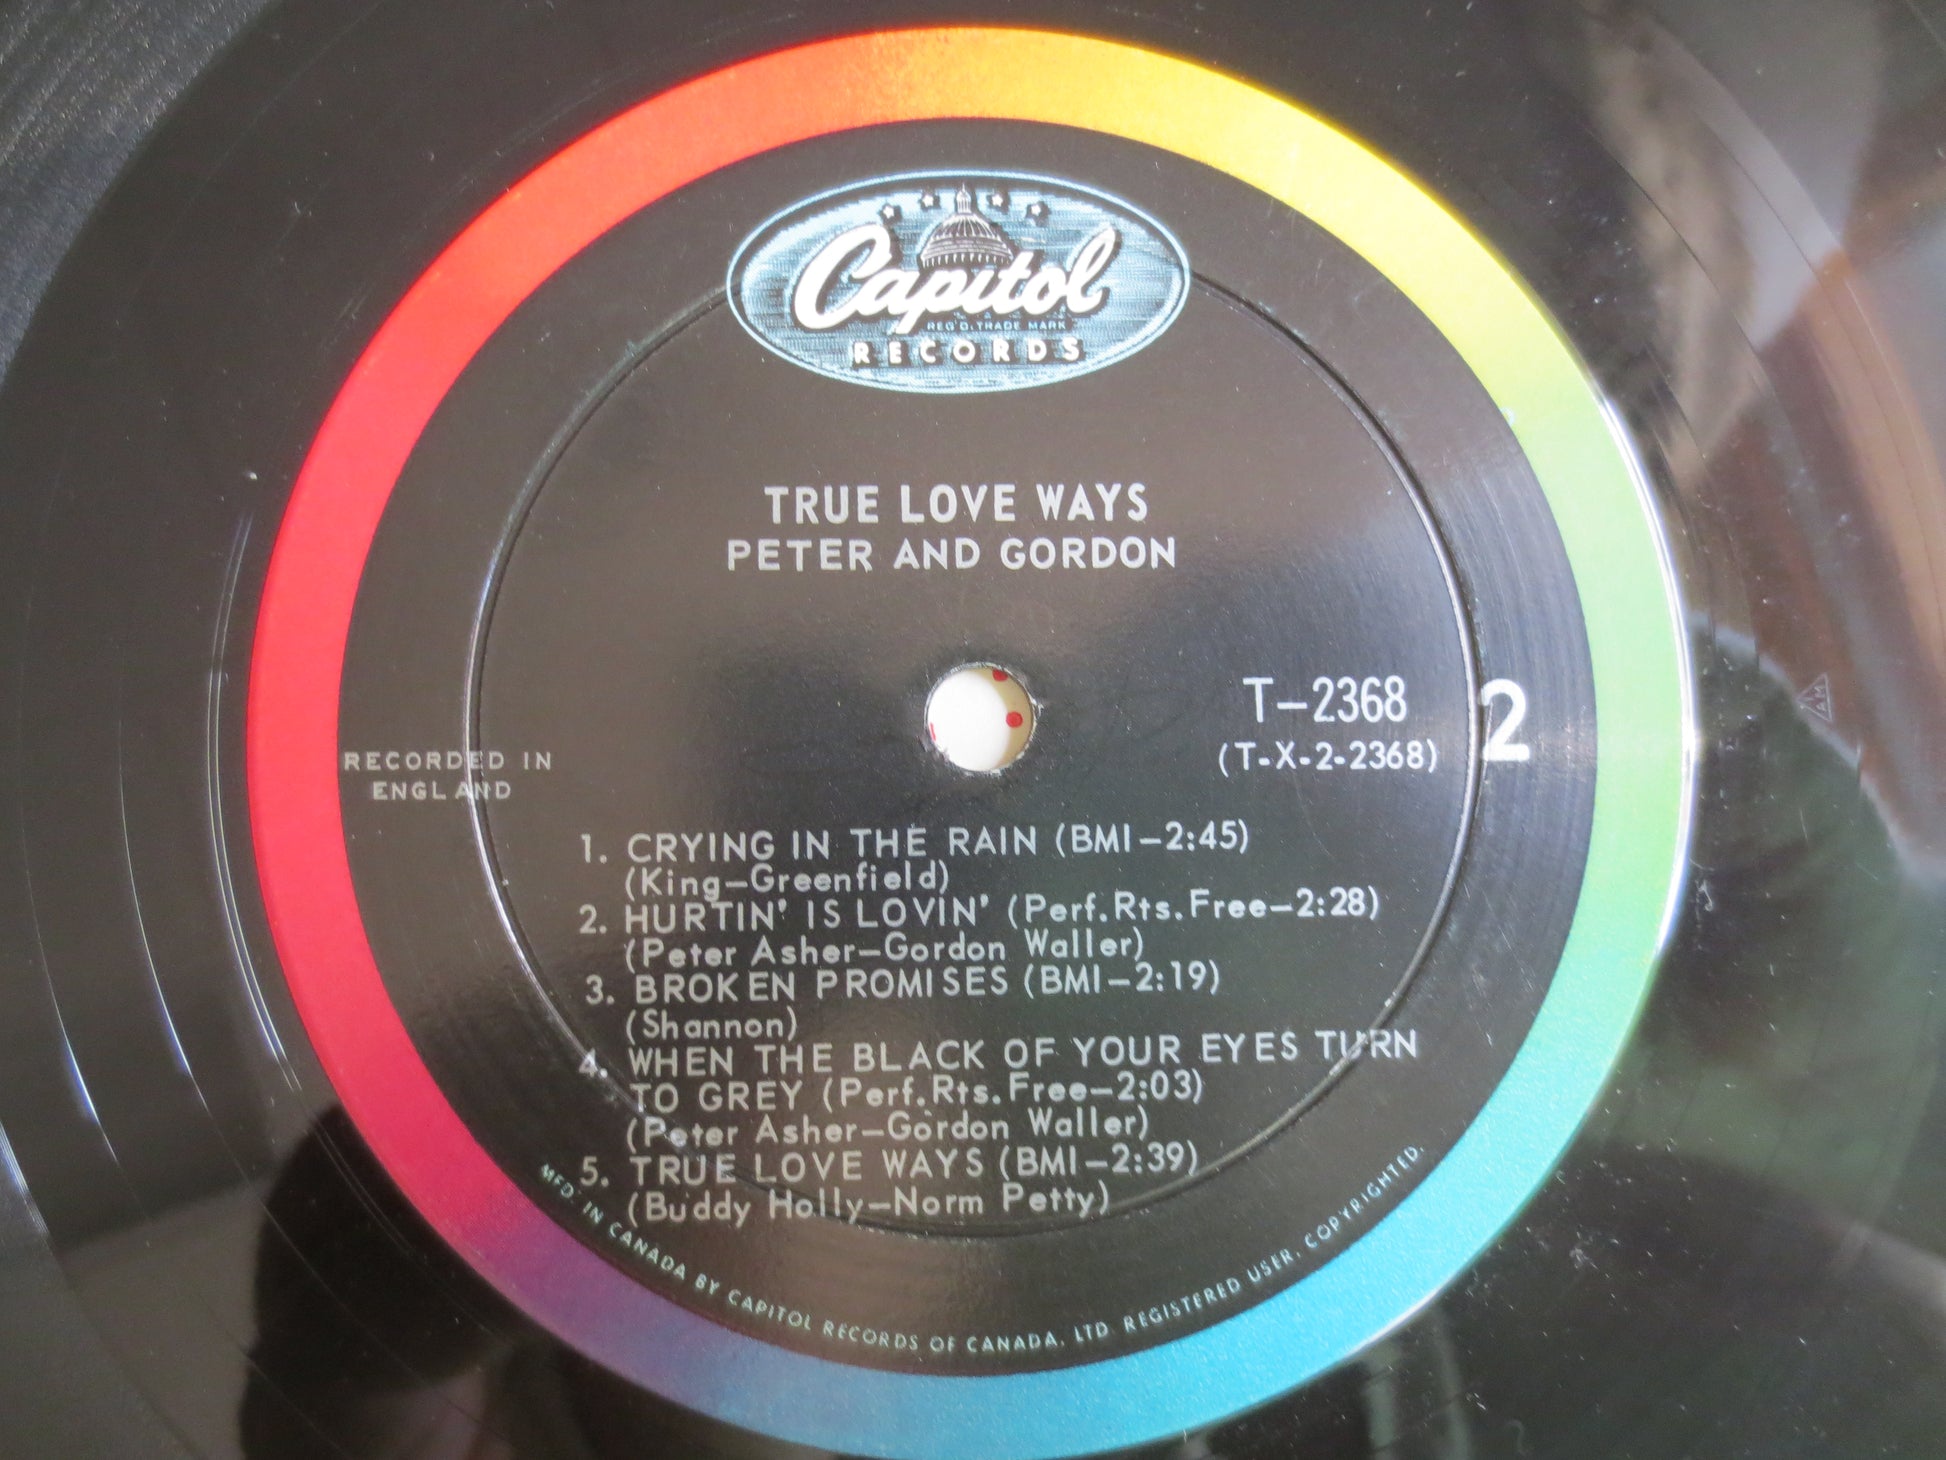 Capitol
REG'D. TRADE MARK
RECORDS
TRUE LOVE WAYS
PETER AND GORDON
T-2368
2
(T-X-2-2368)
RECORDED IN
ENGLAND
1. CRYING IN THE RAIN (BMI-2:45)
(King-Greenfield)
2. HURTIN' IS LOVIN' (Perf. Rts. Free-2:28)
(Peter Asher-Gordon Waller)
3. BROKEN PROMISES (BMI-2:19)
(Shannon)
4. WHEN THE BLACK OF YOUR EYES TURN
TO GREY (Perf. Rts. Free-2:03)
(Peter Asher-Gordon Waller)
5. TRUE LOVE WAYS (BMI-2:39)
(Buddy Holly-Norm Petty)
MFD. IN CANADA BY CAPITOL RECORDS OF CANADA, LTD. REGISTERED USER. COPYRIGHTED.
AM